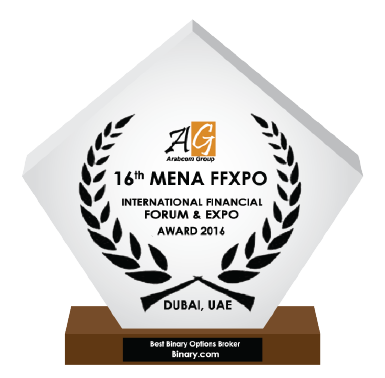 AG
Arabcom Group
16th MENA FFXPO
INTERNATIONAL FINANCIAL
FORUM & EXPO
AWARD 2016
DUBAI, UAE
Best Binary Options Broker
Binary.com